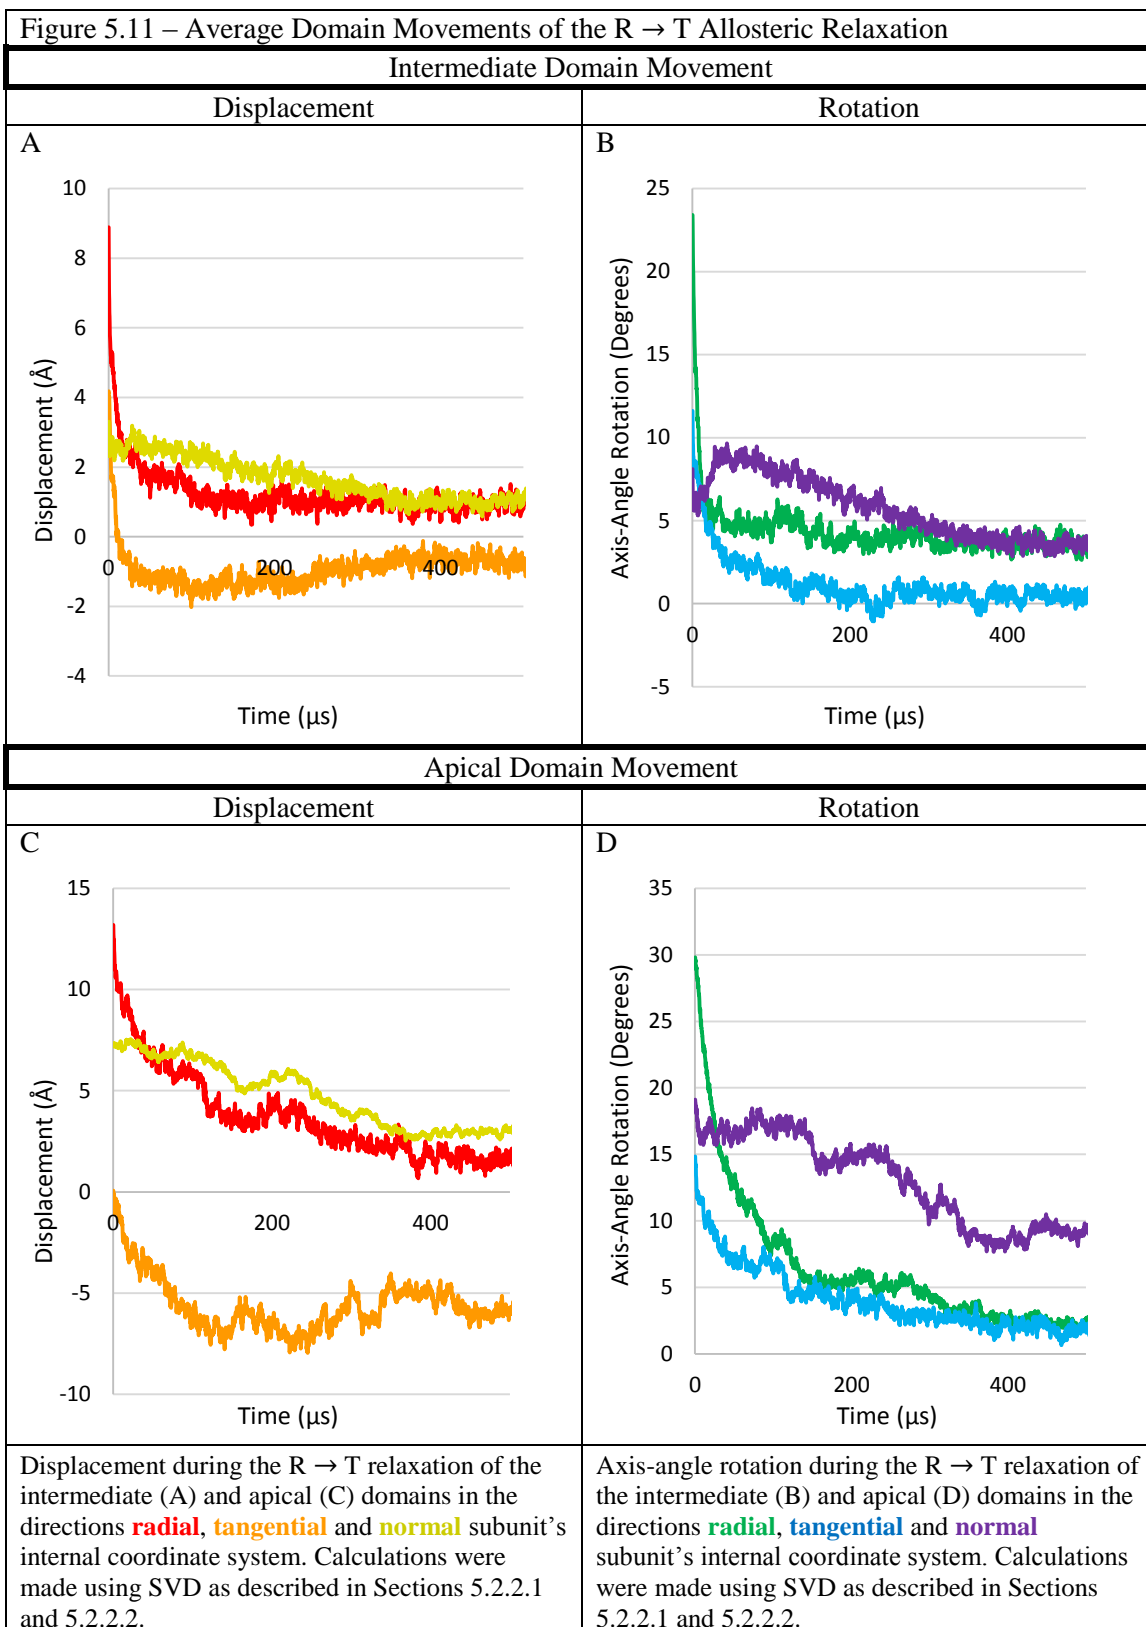 Figure 5.11 – Average Domain Movements of the R → T Allosteric Relaxation
Intermediate Domain Movement
Displacement
Rotation
A
10
8
6
4
2
0
-2
-4
0
200
400
Displacement (Å)
Time (µs)
B
25
20
15
10
5
0
-5
0
200
400
Axis-Angle Rotation (Degrees)
Time (µs)
Apical Domain Movement
Displacement
Rotation
C
15
10
5
0
-5
-10
0
200
400
Displacement (Å)
Time (µs)
D
35
30
25
20
15
10
5
0
0
200
400
Axis-Angle Rotation (Degrees)
Time (µs)
Displacement during the R → T relaxation of the
intermediate (A) and apical (C) domains in the
directions radial, tangential and normal subunit's
internal coordinate system. Calculations were
made using SVD as described in Sections 5.2.2.1
and 5.2.2.2.
Axis-angle rotation during the R → T relaxation of
the intermediate (B) and apical (D) domains in the
directions radial, tangential and normal
subunit's internal coordinate system. Calculations
were made using SVD as described in Sections
5.2.2.1 and 5.2.2.2.